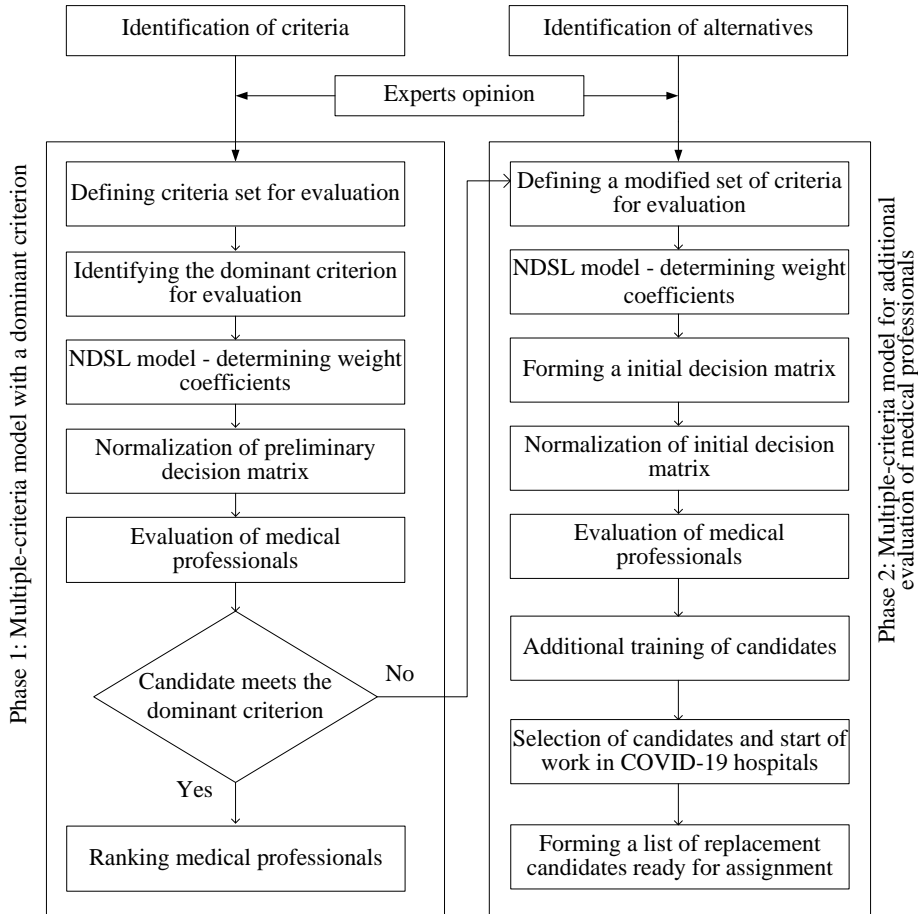 Identification of criteria
Identification of alternatives
Experts opinion
Phase 1: Multiple-criteria model with a dominant criterion
Defining criteria set for evaluation
Identifying the dominant criterion
for evaluation
NDSL model - determining weight
coefficients
Normalization of preliminary
decision matrix
Evaluation of medical
professionals
Candidate meets the
dominant criterion
No
Yes
Ranking medical professionals
Defining a modified set of criteria
for evaluation
NDSL model - determining weight
coefficients
Forming a initial decision matrix
Normalization of initial decision
matrix
Evaluation of medical
professionals
Additional training of candidates
Selection of candidates and start of
work in COVID-19 hospitals
Forming a list of replacement
candidates ready for assignment
Phase 2: Multiple-criteria model for additional
evaluation of medical professionals